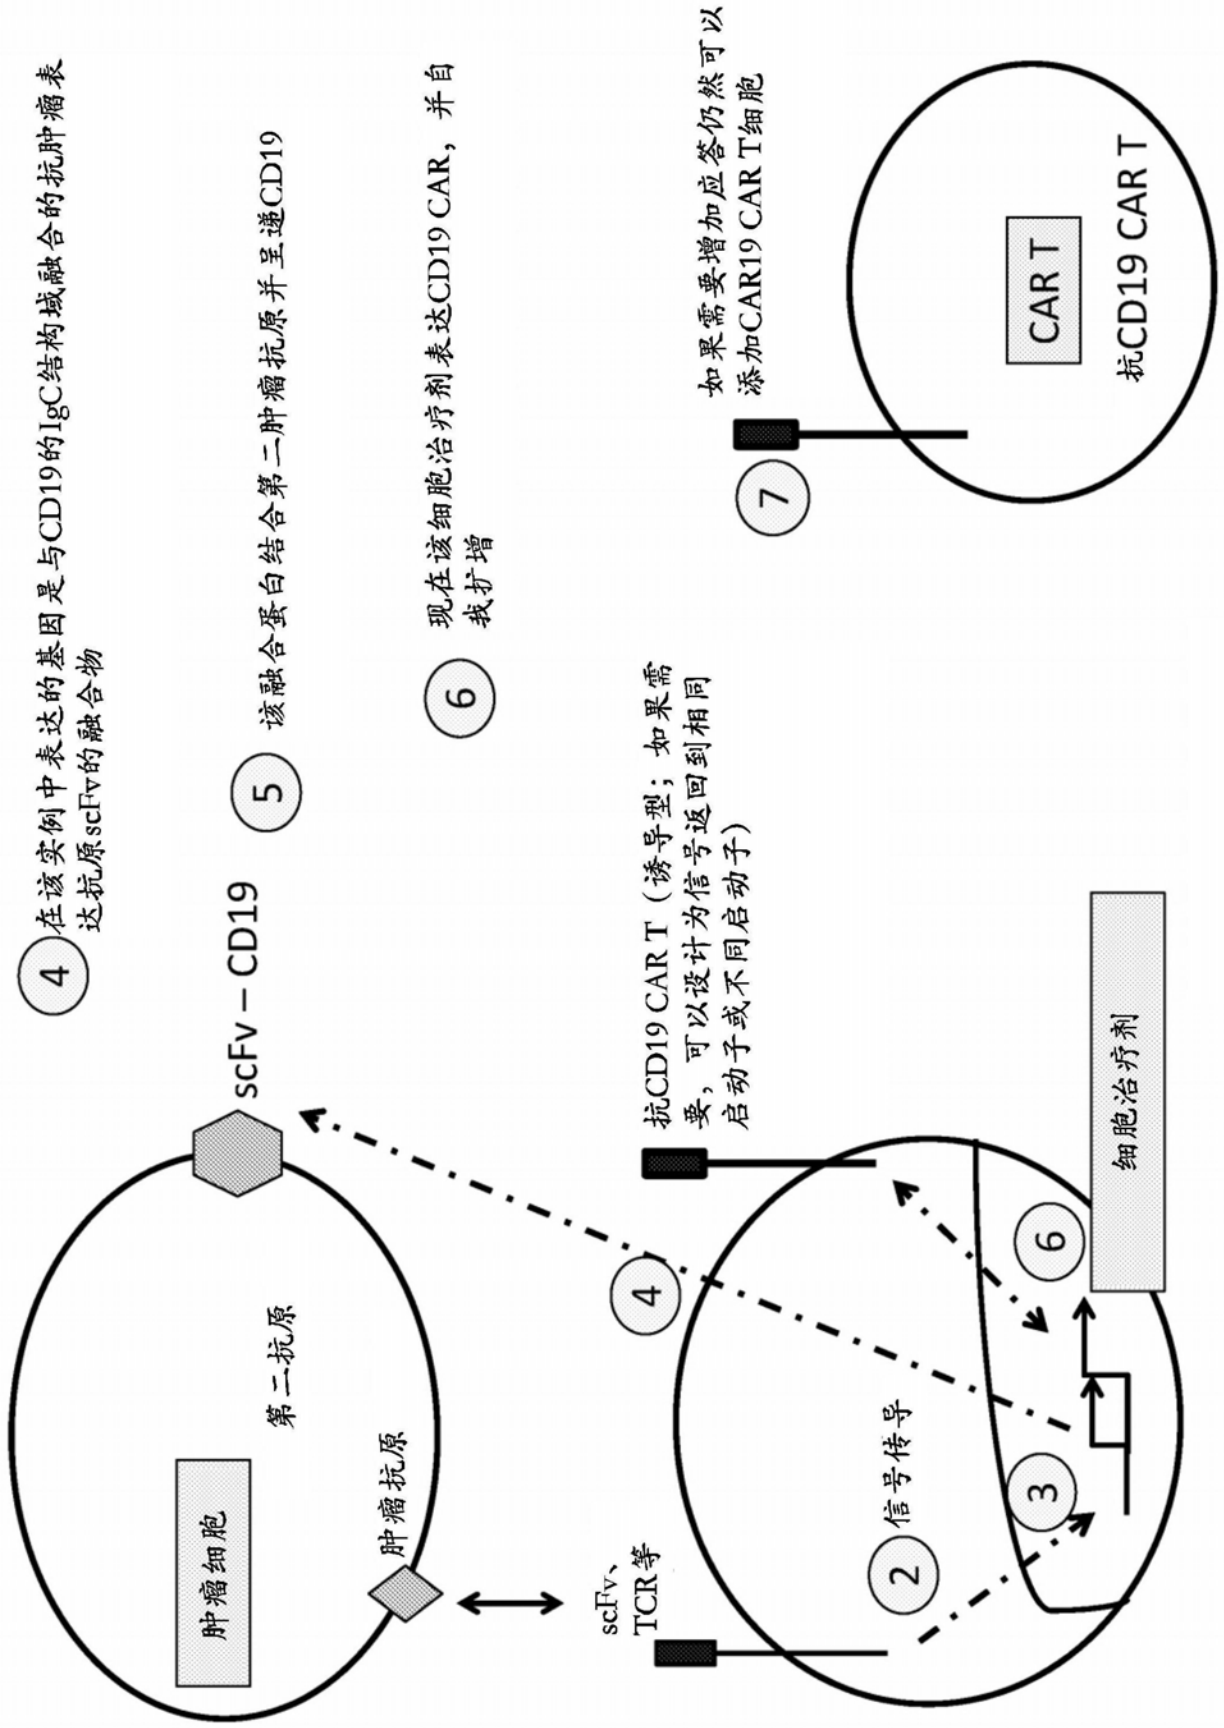 4
在该实例中表达的基因是与CD19的IgC结构域融合的抗肿瘤表
达抗原scFv的融合物
scFv – CD19
5
该融合蛋白结合第二肿瘤抗原并呈递CD19
6
现在该细胞治疗剂表达CD19 CAR，并自
我扩增
肿瘤细胞
第二抗原
肿瘤抗原
scFv、
TCR等
4
抗CD19 CAR T（诱导型；如果需
要，可以设计为信号返回到相同
启动子或不同启动子）
2
信号传导
3
6
细胞治疗剂
7
如果需要增加应答仍然可以
添加CAR19 CAR T细胞
CAR T
抗CD19 CAR T